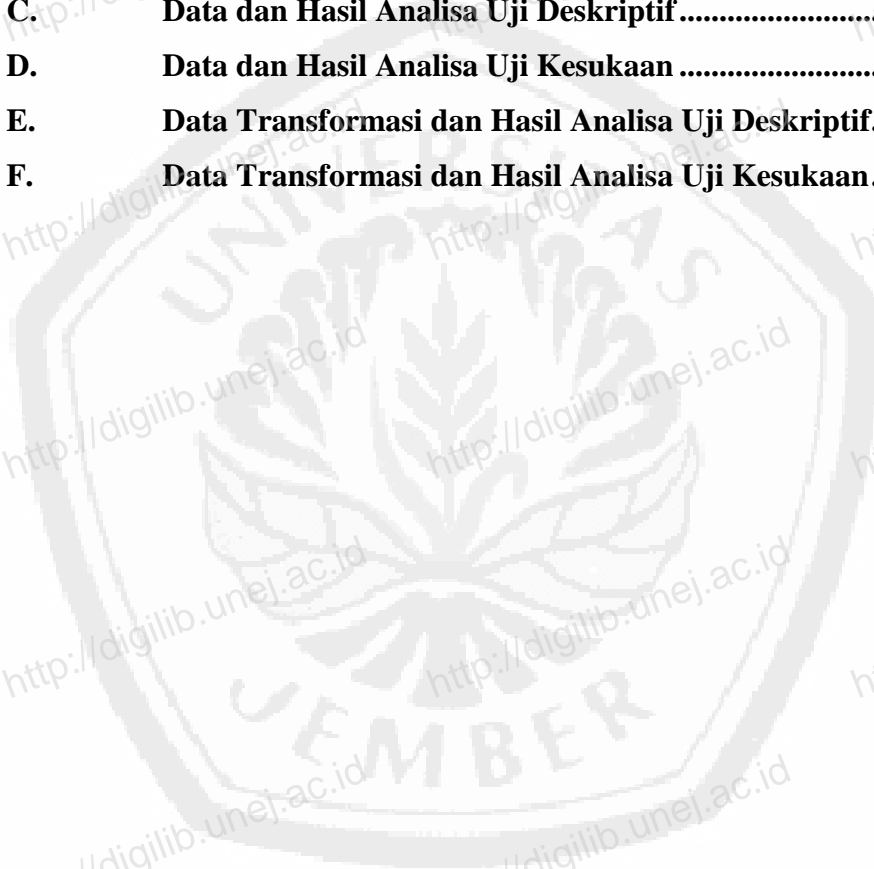 C. Data dan Hasil Analisa Uji Deskriptif........................
D. Data dan Hasil Analisa Uji Kesukaan........................
E. Data Transformasi dan Hasil Analisa Uji Deskriptif.
F. Data Transformasi dan Hasil Analisa Uji Kesukaan.
UNIVERSITAS
http://digilib.unej.ac.id http://digilib.unej.ac.id
http://digilib.unej.ac.id http://digilib.unej.ac.id
http://digilib.unej.ac.id http://digilib.unej.ac.id
JEMBER
//digilib.unej.ac.id //digilib.unej.ac.id